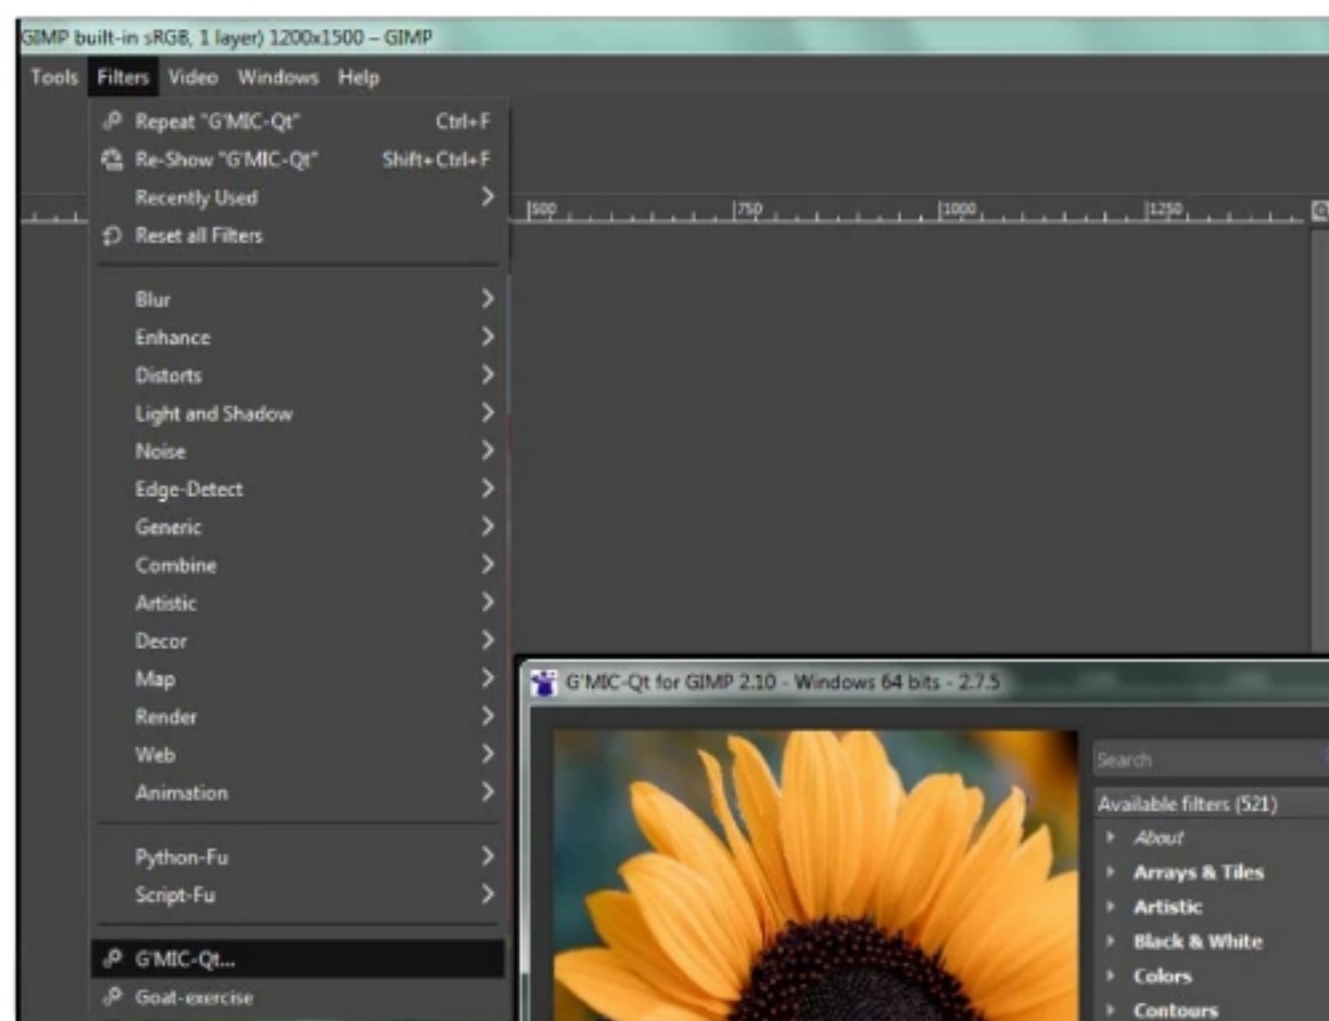 GIMP built-in sRGB, 1 layer) 1200x1500 – GIMP
Tools Filters Video Windows Help
Repeat "G'MIC-Qt" Ctrl+F
Re-Show "G'MIC-Qt" Shift+Ctrl+F
Recently Used
Reset all Filters
500 750 1000 1250
Blur
Enhance
Distorts
Light and Shadow
Noise
Edge-Detect
Generic
Combine
Artistic
Decor
Map
Render
Web
Animation
Python-Fu
Script-Fu
G'MIC-Qt...
Goat-exercise
G'MIC-Qt for GIMP 2.10 - Windows 64 bits - 2.7.5
Search
Available filters (521)
About
Arrays & Tiles
Artistic
Black & White
Colors
Contours